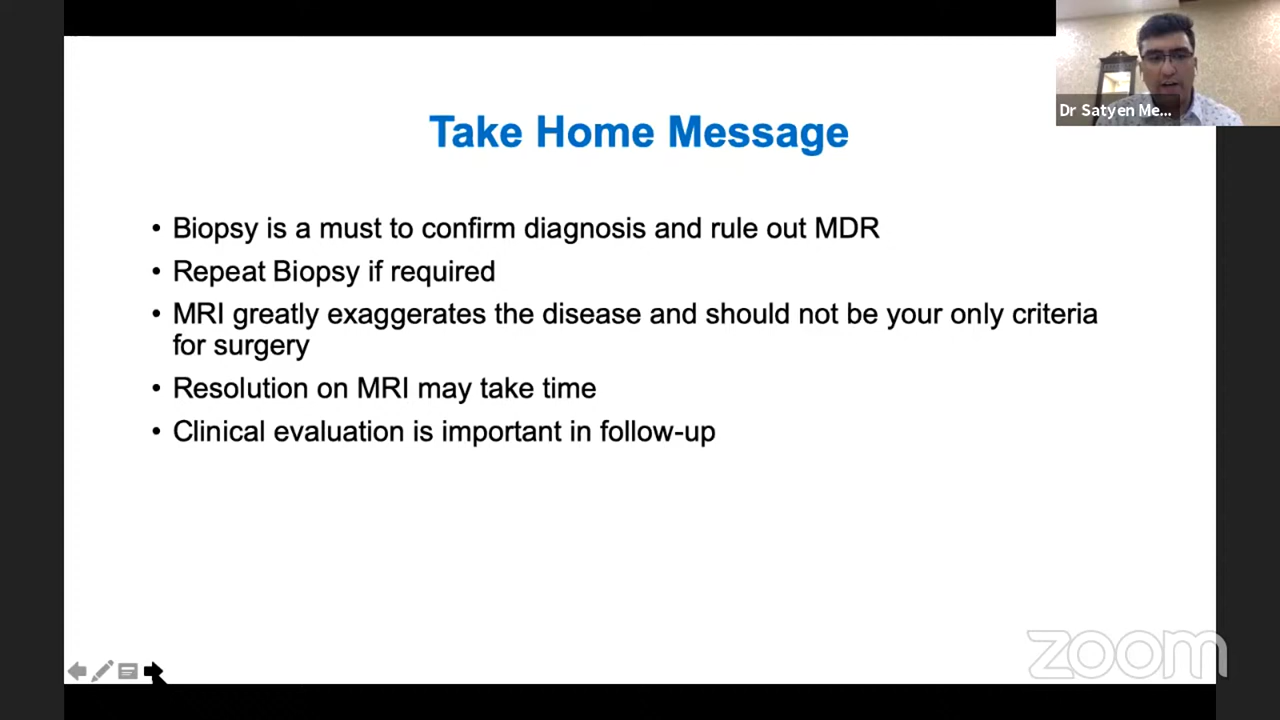 Dr Satyen Me...
Take Home Message
• Biopsy is a must to confirm diagnosis and rule out MDR
• Repeat Biopsy if required
• MRI greatly exaggerates the disease and should not be your only criteria
for surgery
• Resolution on MRI may take time
• Clinical evaluation is important in follow-up
zoom